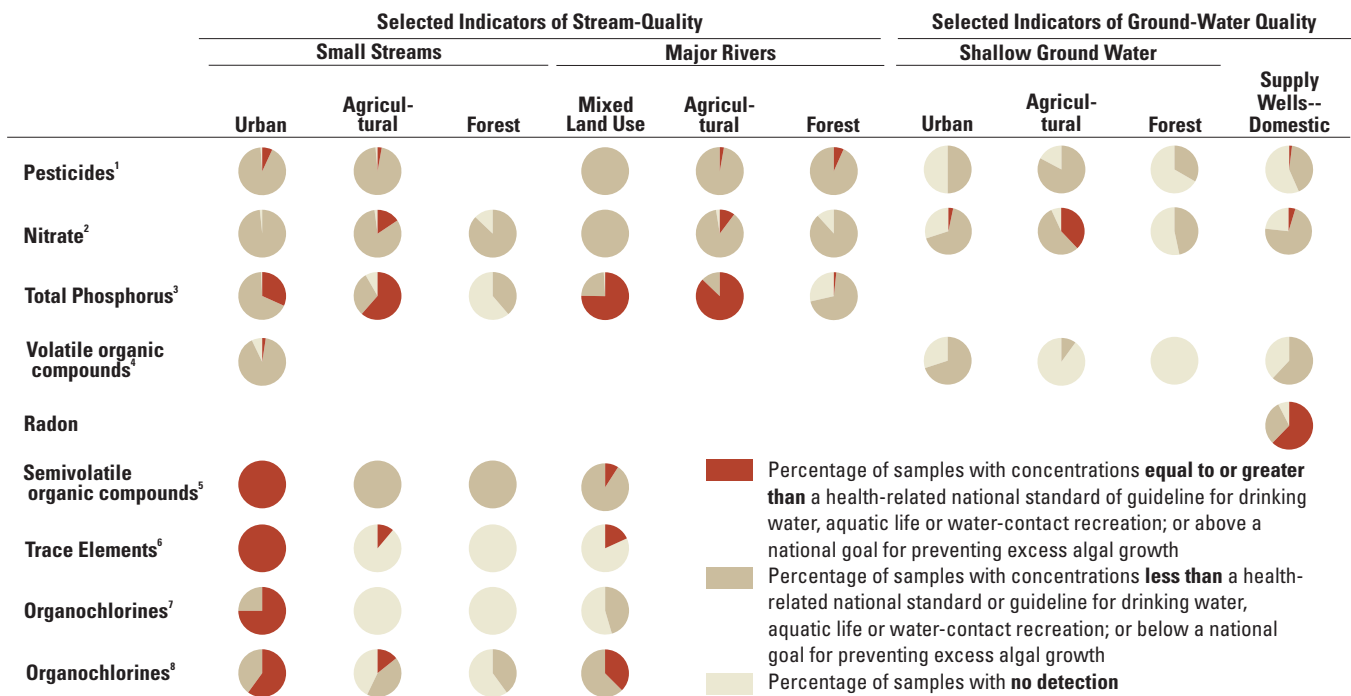 Selected Indicators of Stream-Quality
Selected Indicators of Ground-Water Quality
Small Streams
Major Rivers
Shallow Ground Water
Supply
Wells--
Domestic
Urban
Agricul-
tural
Forest
Mixed
Land Use
Agricul-
tural
Forest
Urban
Agricul-
tural
Forest
Pesticides¹
Nitrate²
Total Phosphorus³
Volatile organic
compounds⁴
Radon
Semivolatile
organic compounds⁵
Trace Elements⁶
Organochlorines⁷
Organochlorines⁸
Percentage of samples with concentrations equal to or greater
than a health-related national standard of guideline for drinking
water, aquatic life or water-contact recreation; or above a
national goal for preventing excess algal growth
Percentage of samples with concentrations less than a health-
related national standard or guideline for drinking water,
aquatic life or water-contact recreation; or below a national
goal for preventing excess algal growth
Percentage of samples with no detection